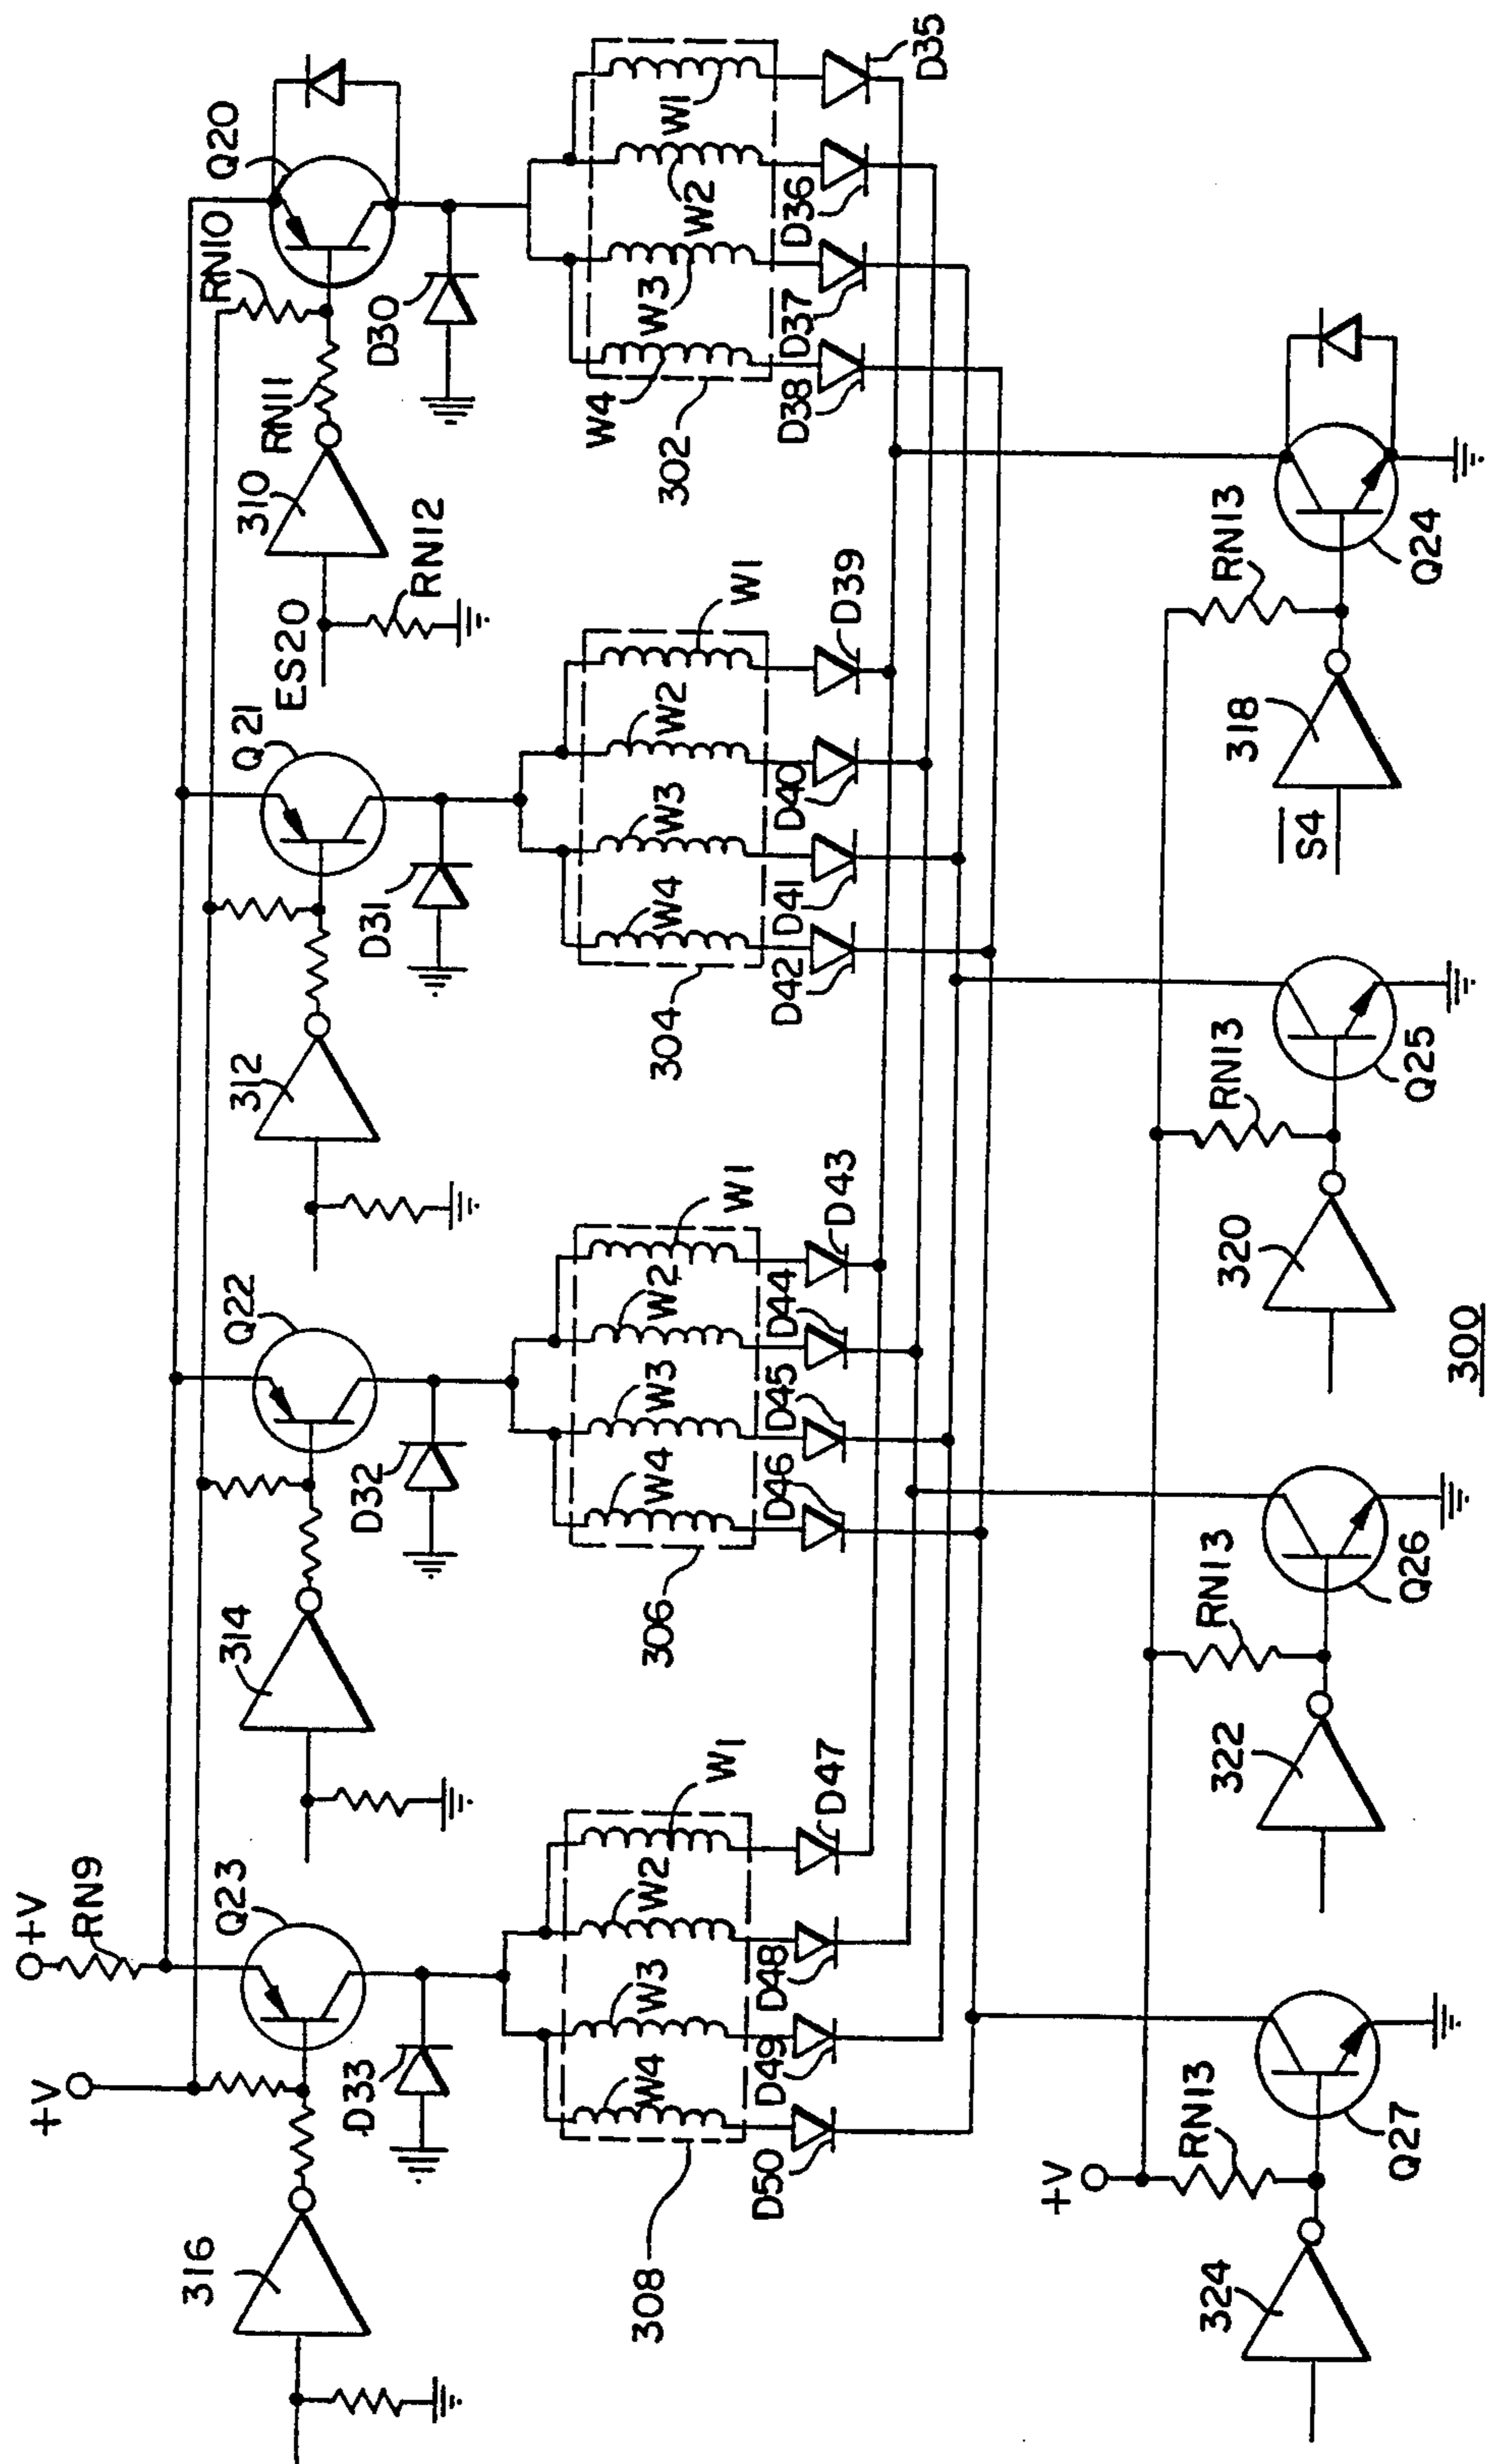 +V
+V
RN9
Q23
Q22
Q21
Q20
RN10
RN11
316
314
312
310
ES20
RN12
D33
D32
D31
D30
W4
W3
W2
W1
W4
W3
W2
W1
W4
W3
W2
W1
W4
W3
W2
W1
308
306
304
302
D50
D49
D48
D47
D46
D45
D44
D43
D42
D41
D40
D39
D38
D37
D36
D35
+V
RN13
RN13
RN13
RN13
324
322
320
318
S4
Q27
Q26
Q25
Q24
300